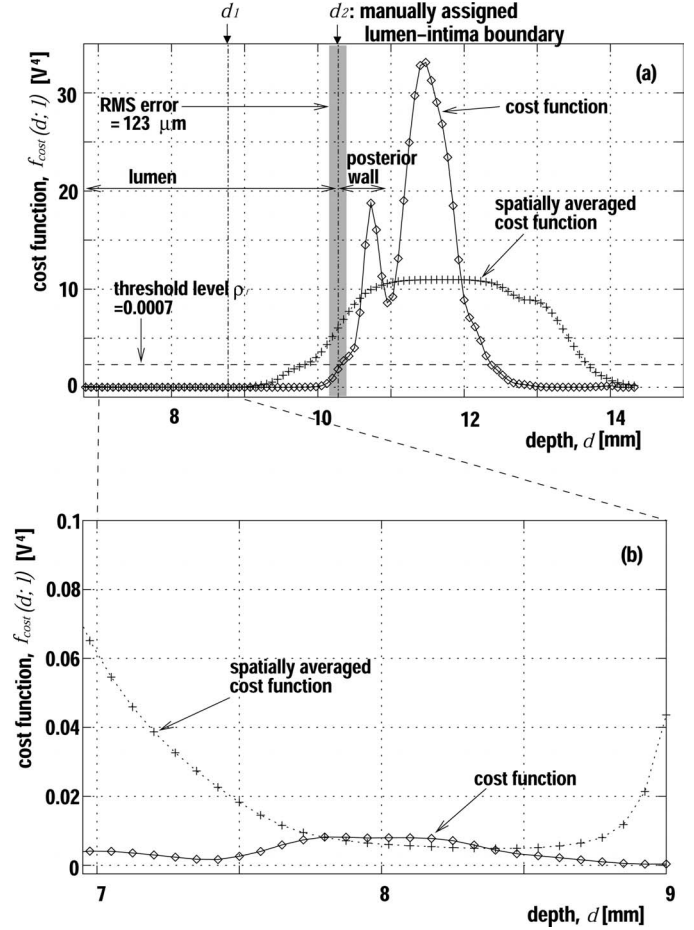 d1
d2: manually assigned
lumen-intima boundary
(a)
cost function, fcost(d; 1) [V4]
30
20
10
0
RMS error
= 123 μm
cost function
posterior
wall
lumen
spatially averaged
cost function
threshold level ρ
=0.0007
8
10
12
14
depth, d [mm]
(b)
cost function, fcost(d; 1) [V4]
0.1
0.08
0.06
0.04
0.02
0
spatially averaged
cost function
cost function
7
8
9
depth, d [mm]